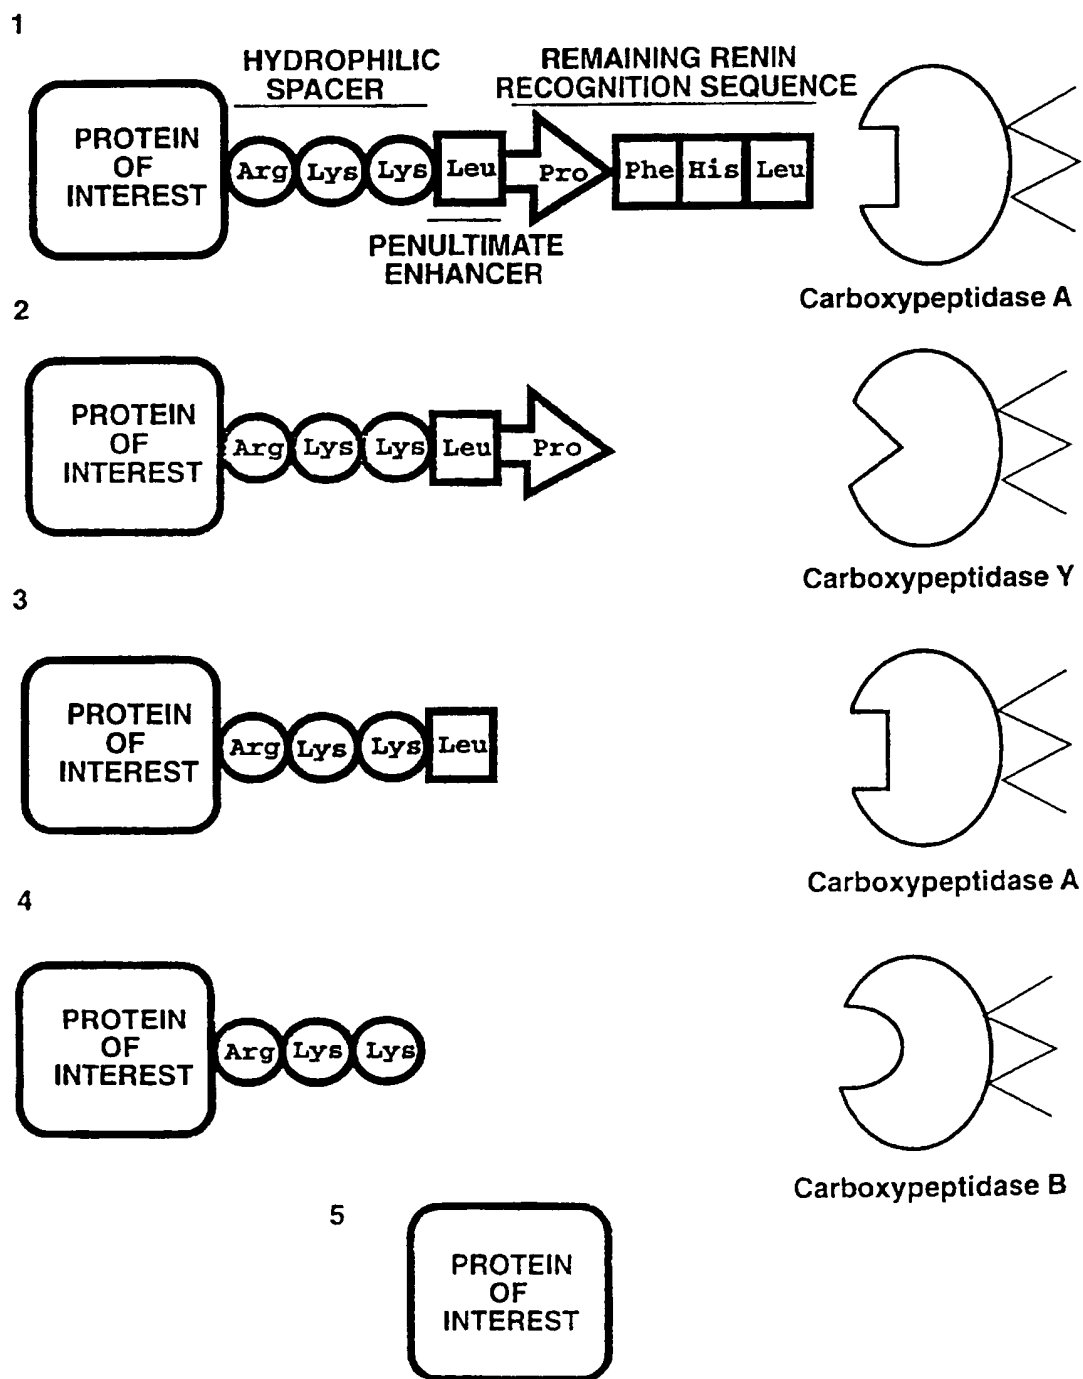 1
HYDROPHILIC
SPACER
REMAINING RENIN
RECOGNITION SEQUENCE
PROTEIN
OF
INTEREST
Arg Lys Lys Leu Pro Phe His Leu
PENULTIMATE
ENHANCER
Carboxypeptidase A
2
PROTEIN
OF
INTEREST
Arg Lys Lys Leu Pro
Carboxypeptidase Y
3
PROTEIN
OF
INTEREST
Arg Lys Lys Leu
Carboxypeptidase A
4
PROTEIN
OF
INTEREST
Arg Lys Lys
Carboxypeptidase B
5
PROTEIN
OF
INTEREST